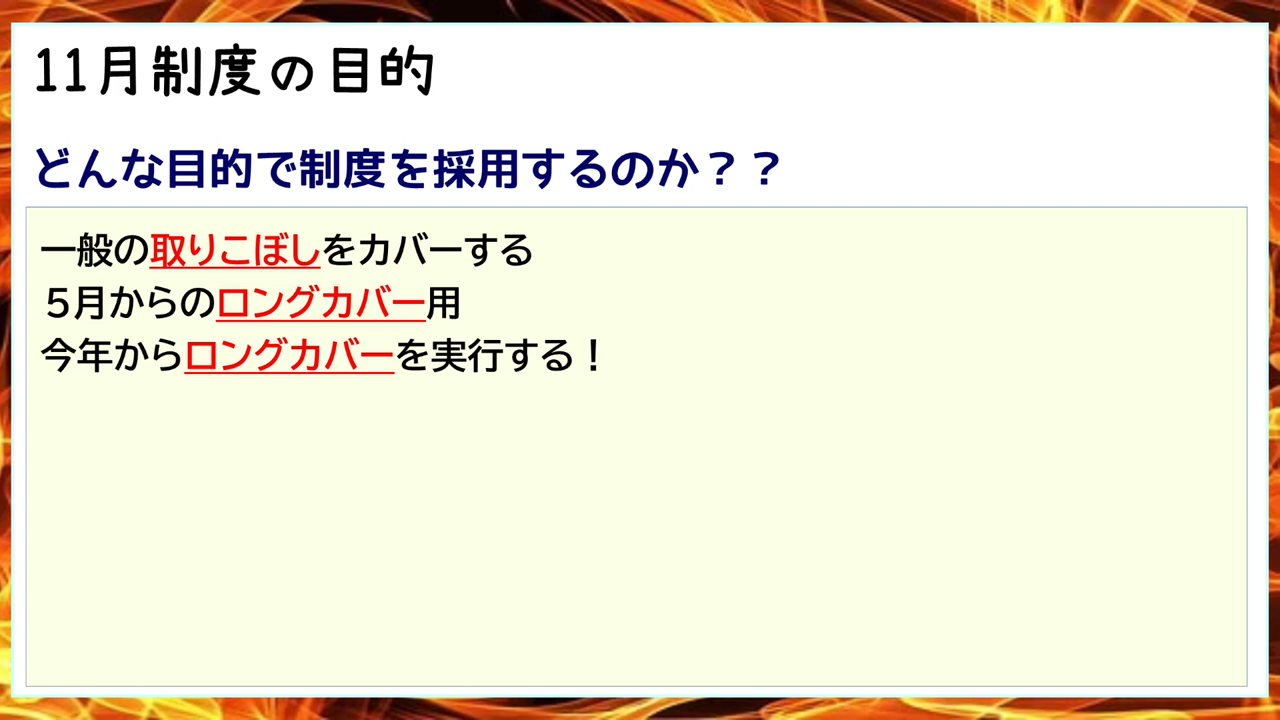 11月制度の目的
どんな目的で制度を採用するのか？？
一般の取りこぼしをカバーする
５月からのロングカバー用
今年からロングカバーを実行する！